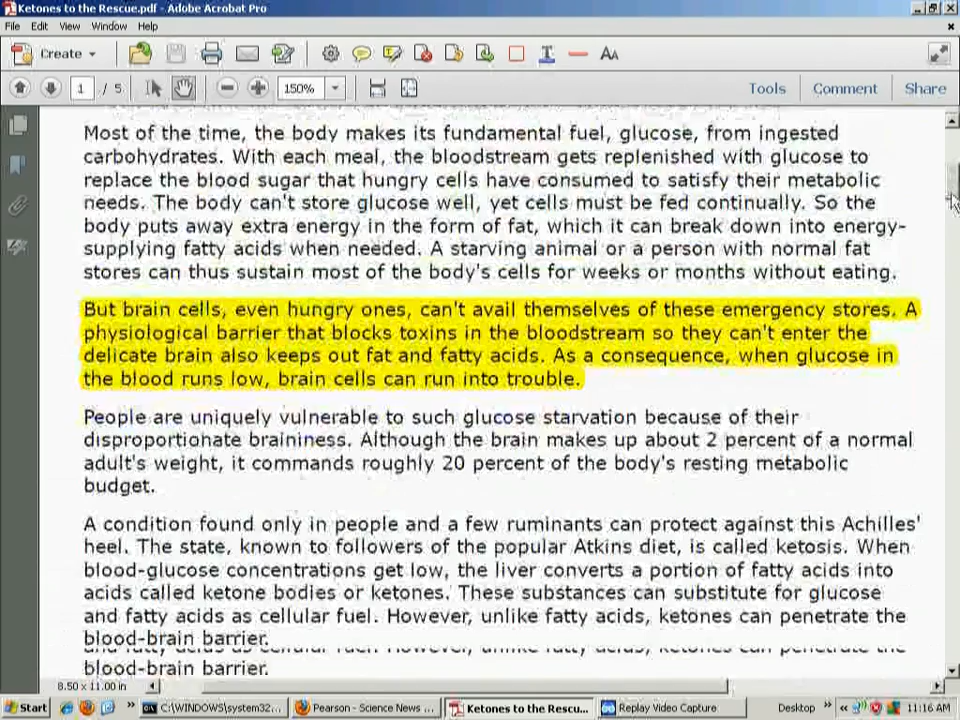 Ketones to the Rescue.pdf - Adobe Acrobat Pro
File Edit View Window Help
Create
1 / 5 150% Tools Comment Share
Most of the time, the body makes its fundamental fuel, glucose, from ingested
carbohydrates. With each meal, the bloodstream gets replenished with glucose to
replace the blood sugar that hungry cells have consumed to satisfy their metabolic
needs. The body can't store glucose well, yet cells must be fed continually. So the
body puts away extra energy in the form of fat, which it can break down into energy-
supplying fatty acids when needed. A starving animal or a person with normal fat
stores can thus sustain most of the body's cells for weeks or months without eating.
But brain cells, even hungry ones, can't avail themselves of these emergency stores. A
physiological barrier that blocks toxins in the bloodstream so they can't enter the
delicate brain also keeps out fat and fatty acids. As a consequence, when glucose in
the blood runs low, brain cells can run into trouble.
People are uniquely vulnerable to such glucose starvation because of their
disproportionate braininess. Although the brain makes up about 2 percent of a normal
adult's weight, it commands roughly 20 percent of the body's resting metabolic
budget.
A condition found only in people and a few ruminants can protect against this Achilles'
heel. The state, known to followers of the popular Atkins diet, is called ketosis. When
blood-glucose concentrations get low, the liver converts a portion of fatty acids into
acids called ketone bodies or ketones. These substances can substitute for glucose
and fatty acids as cellular fuel. However, unlike fatty acids, ketones can penetrate the
blood-brain barrier.
and fatty acids as cellular fuel. However, unlike fatty acids, ketones can penetrate the
blood-brain barrier.
8.50 x 11.00 in
Start C:\WINDOWS\system32... Pearson - Science News ... Ketones to the Rescu... Replay Video Capture Desktop 11:16 AM